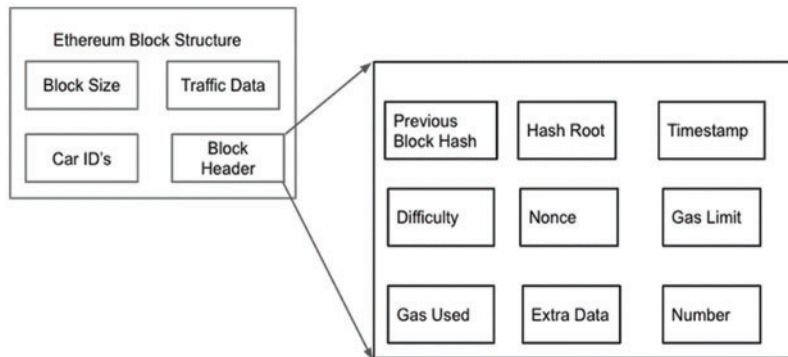 Ethereum Block Structure
Block Size
Traffic Data
Car ID's
Block
Header
Previous
Block Hash
Hash Root
Timestamp
Difficulty
Nonce
Gas Limit
Gas Used
Extra Data
Number